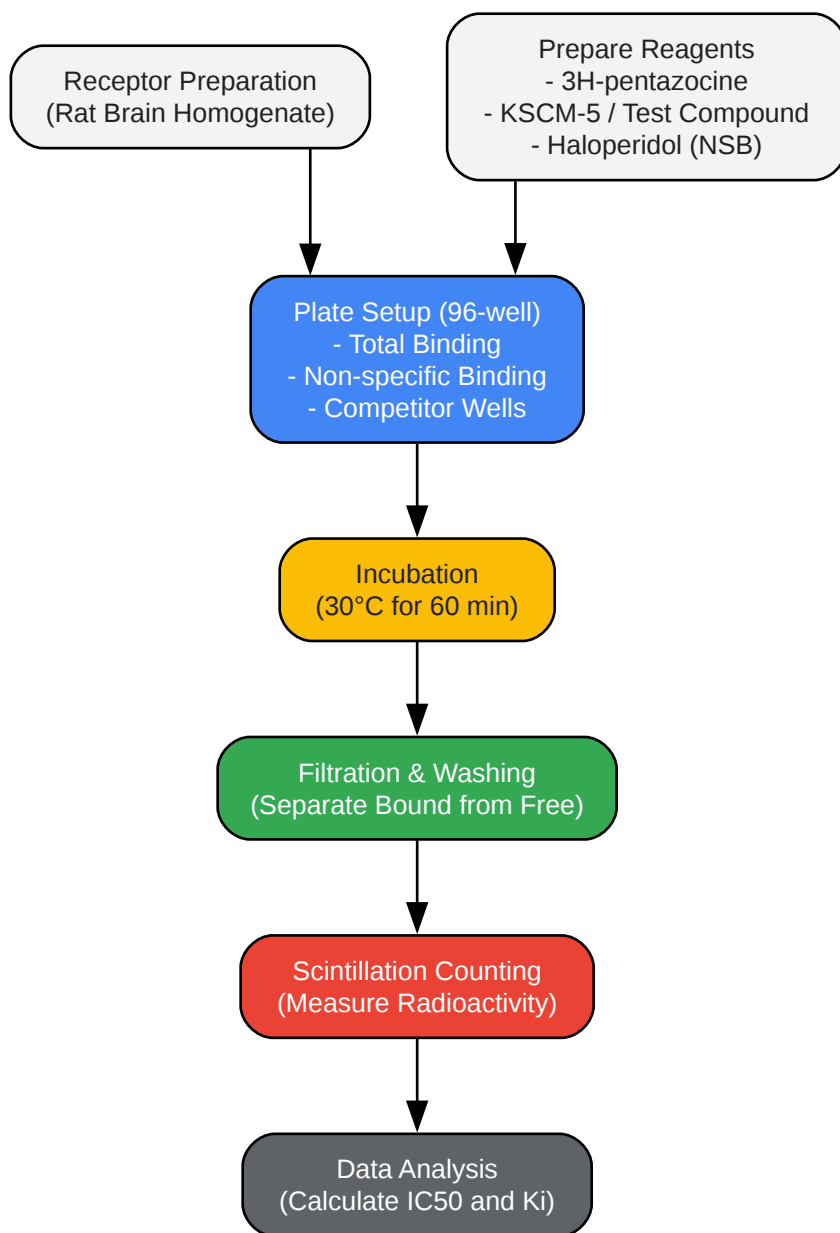 Receptor Preparation
(Rat Brain Homogenate)
Prepare Reagents
- 3H-pentazocine
- KSCM-5 / Test Compound
- Haloperidol (NSB)
Plate Setup (96-well)
- Total Binding
- Non-specific Binding
- Competitor Wells
Incubation
(30°C for 60 min)
Filtration & Washing
(Separate Bound from Free)
Scintillation Counting
(Measure Radioactivity)
Data Analysis
(Calculate IC50 and Ki)